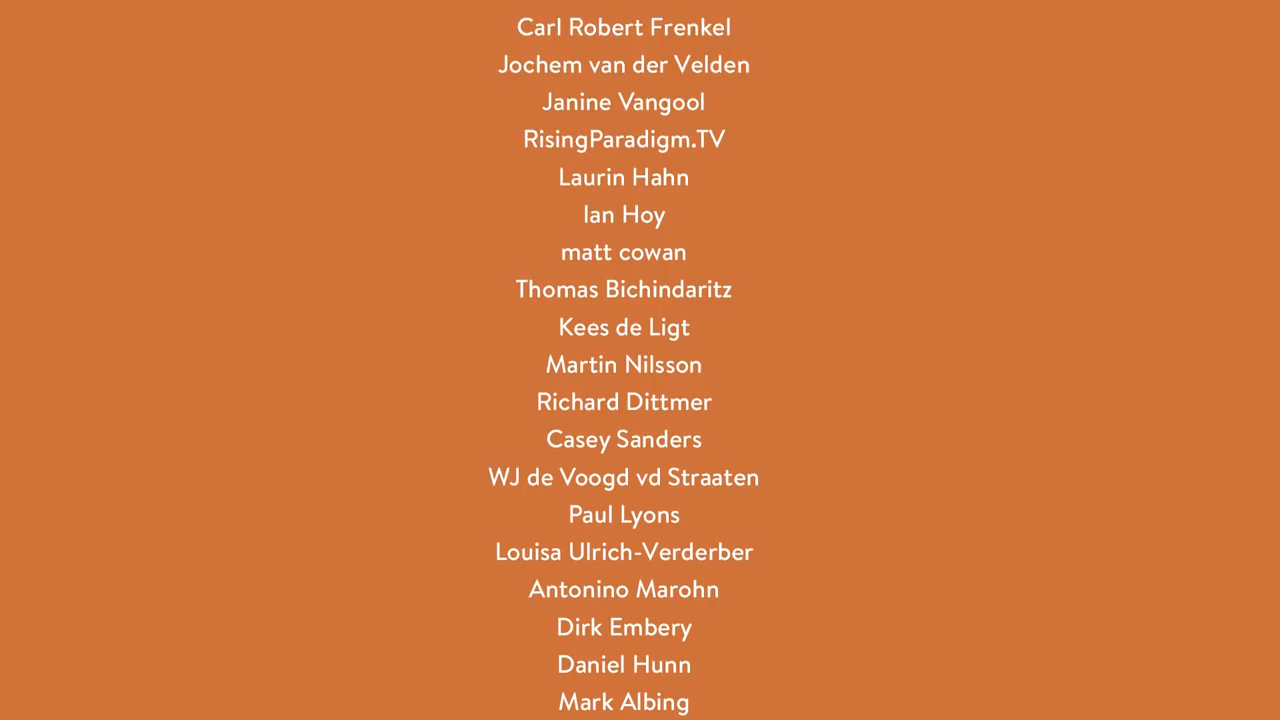 Carl Robert Frenkel
Jochem van der Velden
Janine Vangool
RisingParadigm.TV
Laurin Hahn
Ian Hoy
matt cowan
Thomas Bichindaritz
Kees de Ligt
Martin Nilsson
Richard Dittmer
Casey Sanders
WJ de Voogd vd Straaten
Paul Lyons
Louisa Ulrich-Verderber
Antonino Marohn
Dirk Embery
Daniel Hunn
Mark Albing